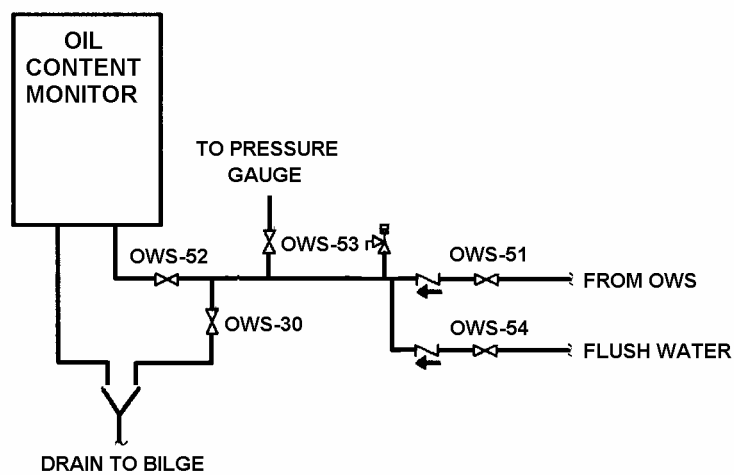 OIL
CONTENT
MONITOR
TO PRESSURE
GAUGE
OWS-52
OWS-53
OWS-51
FROM OWS
OWS-30
OWS-54
FLUSH WATER
DRAIN TO BILGE